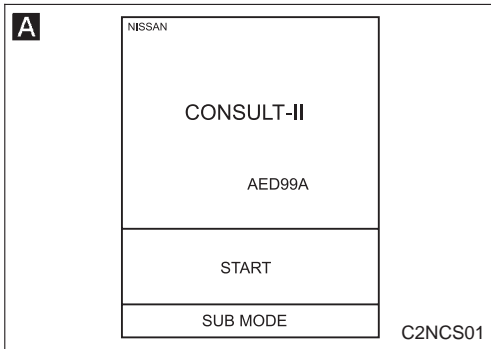 A
NISSAN
CONSULT-II
AED99A
START
SUB MODE
C2NCS01